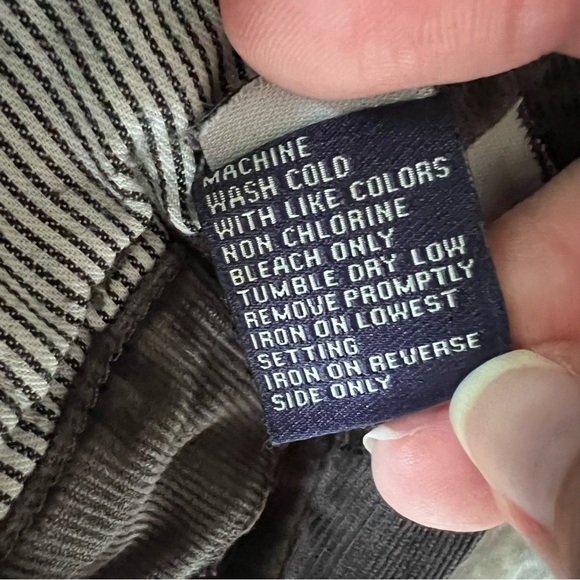 MACHINE
WASH COLD
WITH LIKE COLORS
NON CHLORINE
BLEACH ONLY
TUMBLE DRY LOW
REMOVE PROMPTLY
IRON ON LOWEST
SETTING
IRON ON REVERSE
SIDE ONLY